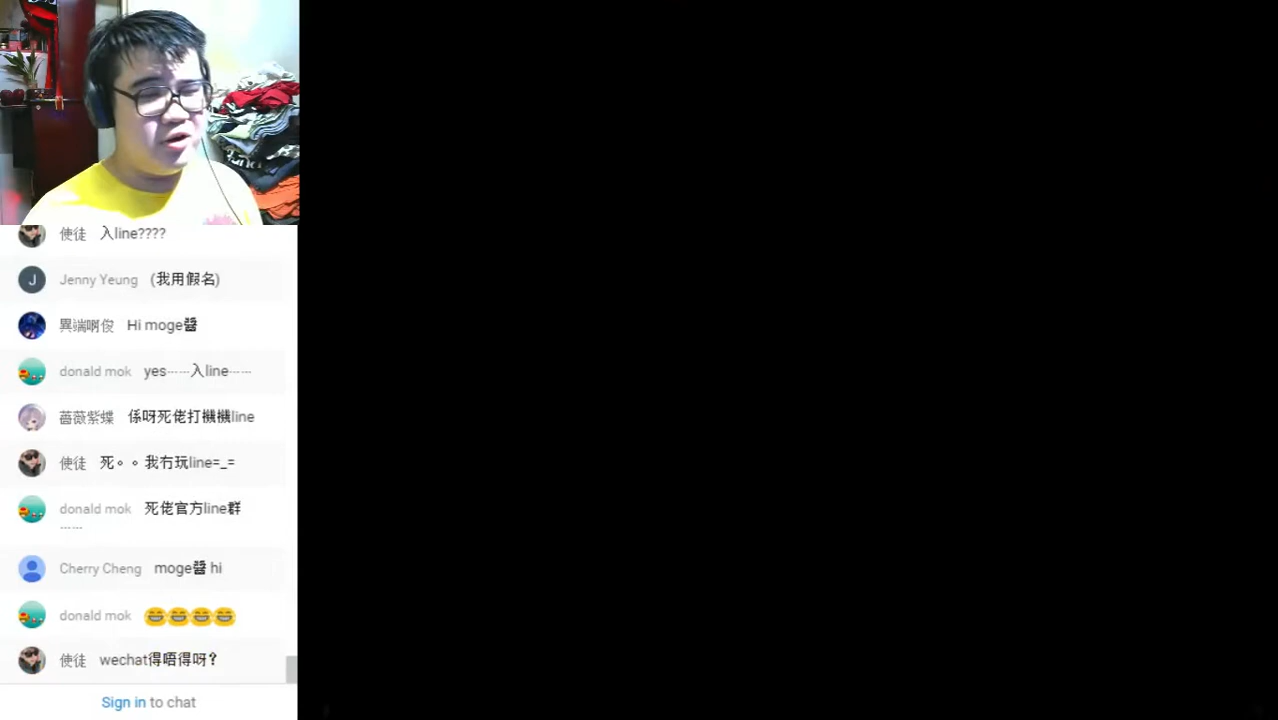 使徒 入line????
J Jenny Yeung (我用假名)
異端啊俊 Hi moge醬
donald mok yes┄┄入line┄┄
薔薇紫蝶 係呀死佬打機機line
使徒 死。。我冇玩line=_=
donald mok 死佬官方line群
┄┄
Cherry Cheng moge醬 hi
donald mok 😂😂😂😂
使徒 wechat得唔得呀?
Sign in to chat